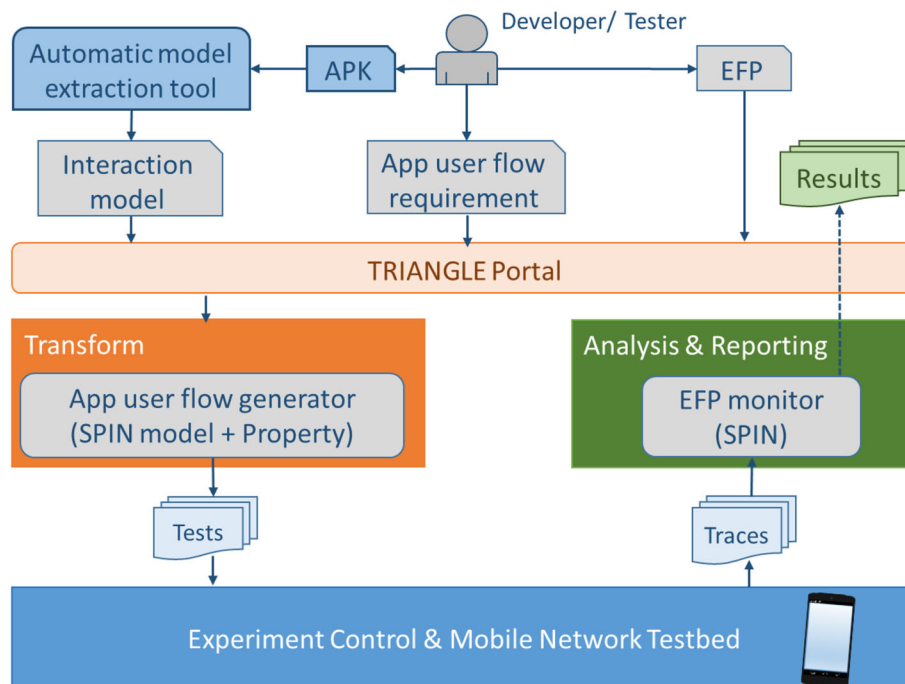 Developer/ Tester
Automatic model
extraction tool
APK
EFP
Interaction
model
App user flow
requirement
Results
TRIANGLE Portal
Transform
Analysis & Reporting
App user flow generator
(SPIN model + Property)
EFP monitor
(SPIN)
Tests
Traces
Experiment Control & Mobile Network Testbed